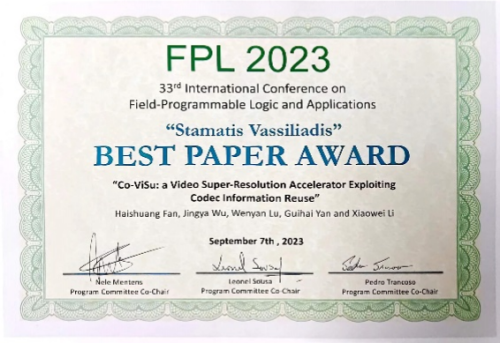 FPL 2023
33rd International Conference on
Field-Programmable Logic and Applications
“Stamatis Vassiliadis”
BEST PAPER AWARD
“Co-ViSu: a Video Super-Resolution Accelerator Exploiting
Codec Information Reuse”
Haishuang Fan, Jingya Wu, Wenyan Lu, Guihai Yan and Xiaowei Li
September 7th , 2023
Nele Mentens
Program Committee Co-Chair
Leonel Sousa
Program Committee Co-Chair
Pedro Trancoso
Program Committee Co-Chair